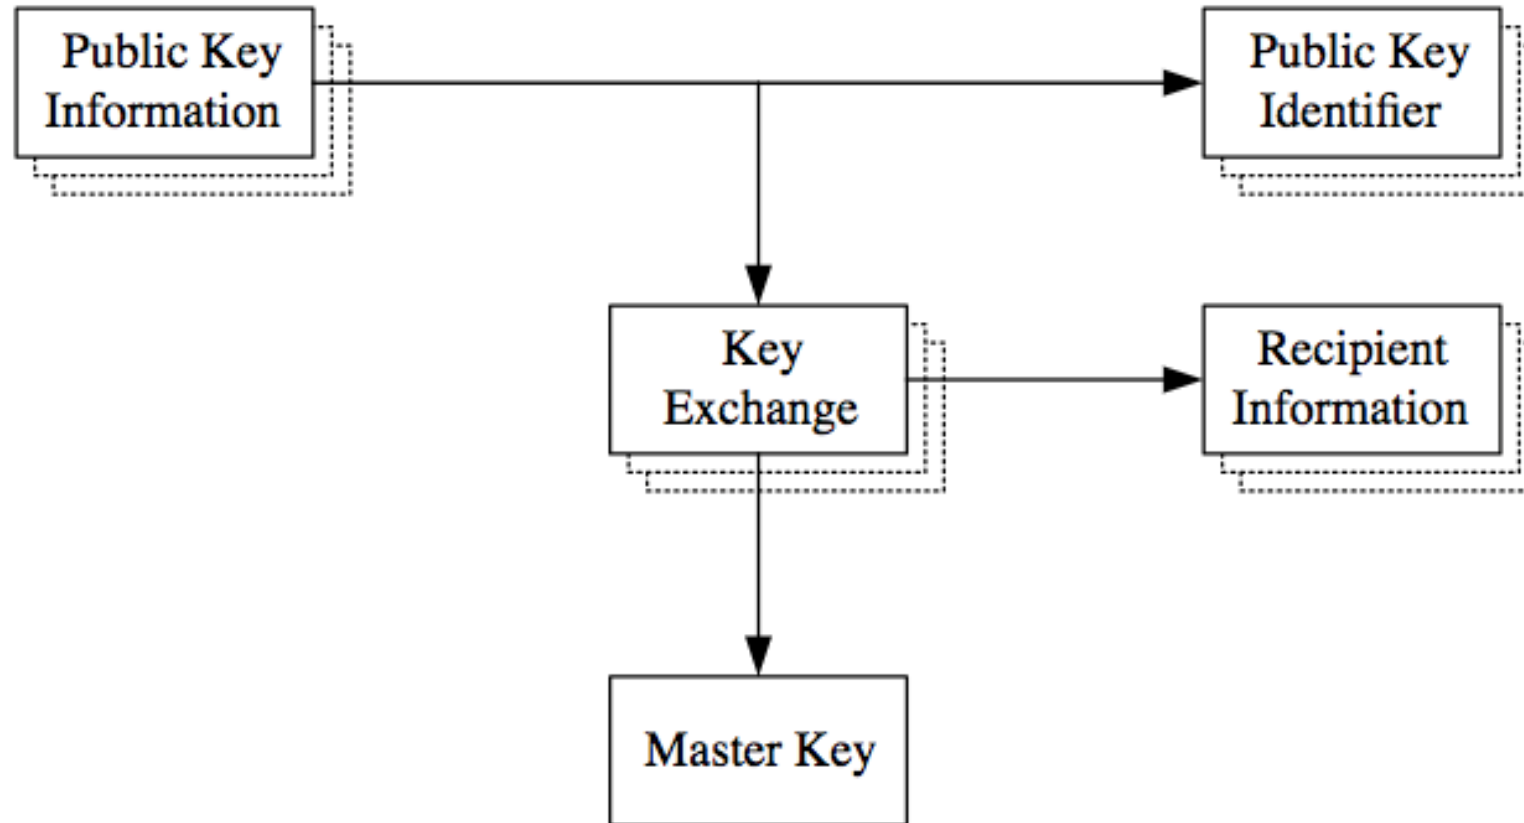 Public Key
Information
Public Key
Identifier
Key
Exchange
Recipient
Information
Master Key